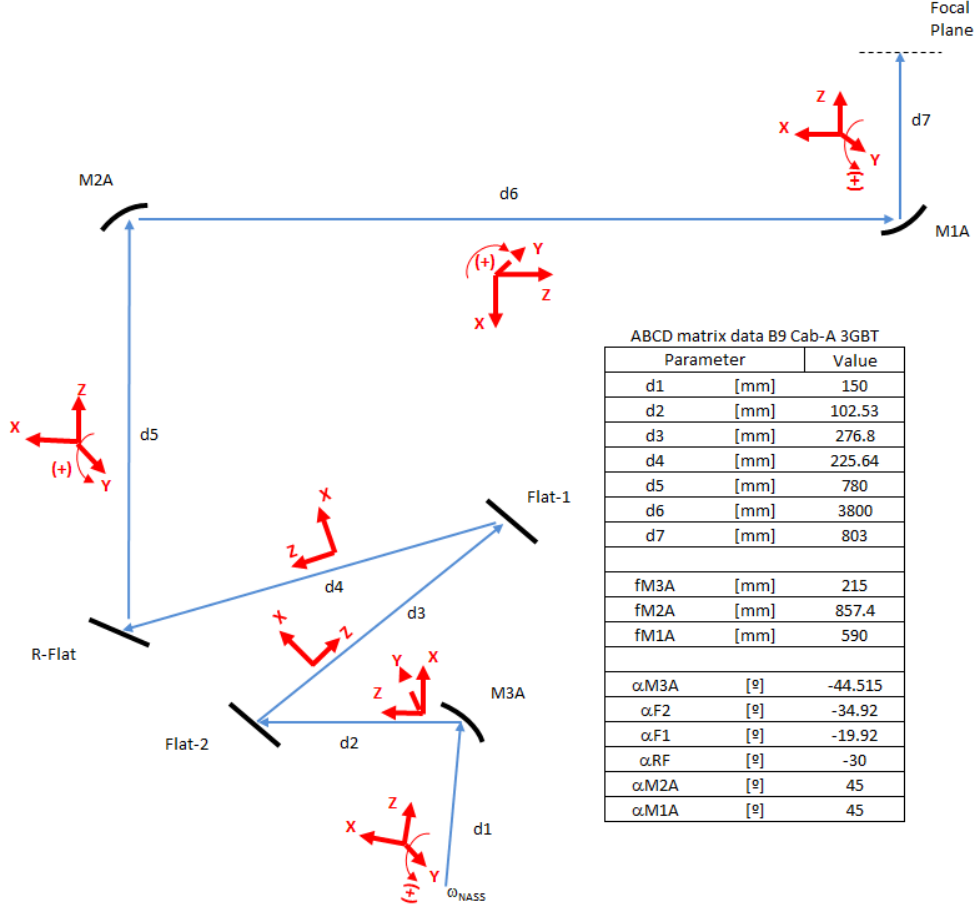 Focal
Plane
Z
X
d7
Y
(+)
M2A
d6
M1A
(+)
Y
Z
X
Z
X
d5
(+)
Y
Flat-1
X
Z
d4
d3
X
Z
R-Flat
Y
X
M3A
Z
Flat-2
d2
Z
X
d1
Y
(+)
ωNASS
ABCD matrix data B9 Cab-A 3GBT
Parameter Value
d1 [mm] 150
d2 [mm] 102.53
d3 [mm] 276.8
d4 [mm] 225.64
d5 [mm] 780
d6 [mm] 3800
d7 [mm] 803
fM3A [mm] 215
fM2A [mm] 857.4
fM1A [mm] 590
αM3A [º] -44.515
αF2 [º] -34.92
αF1 [º] -19.92
αRF [º] -30
αM2A [º] 45
αM1A [º] 45